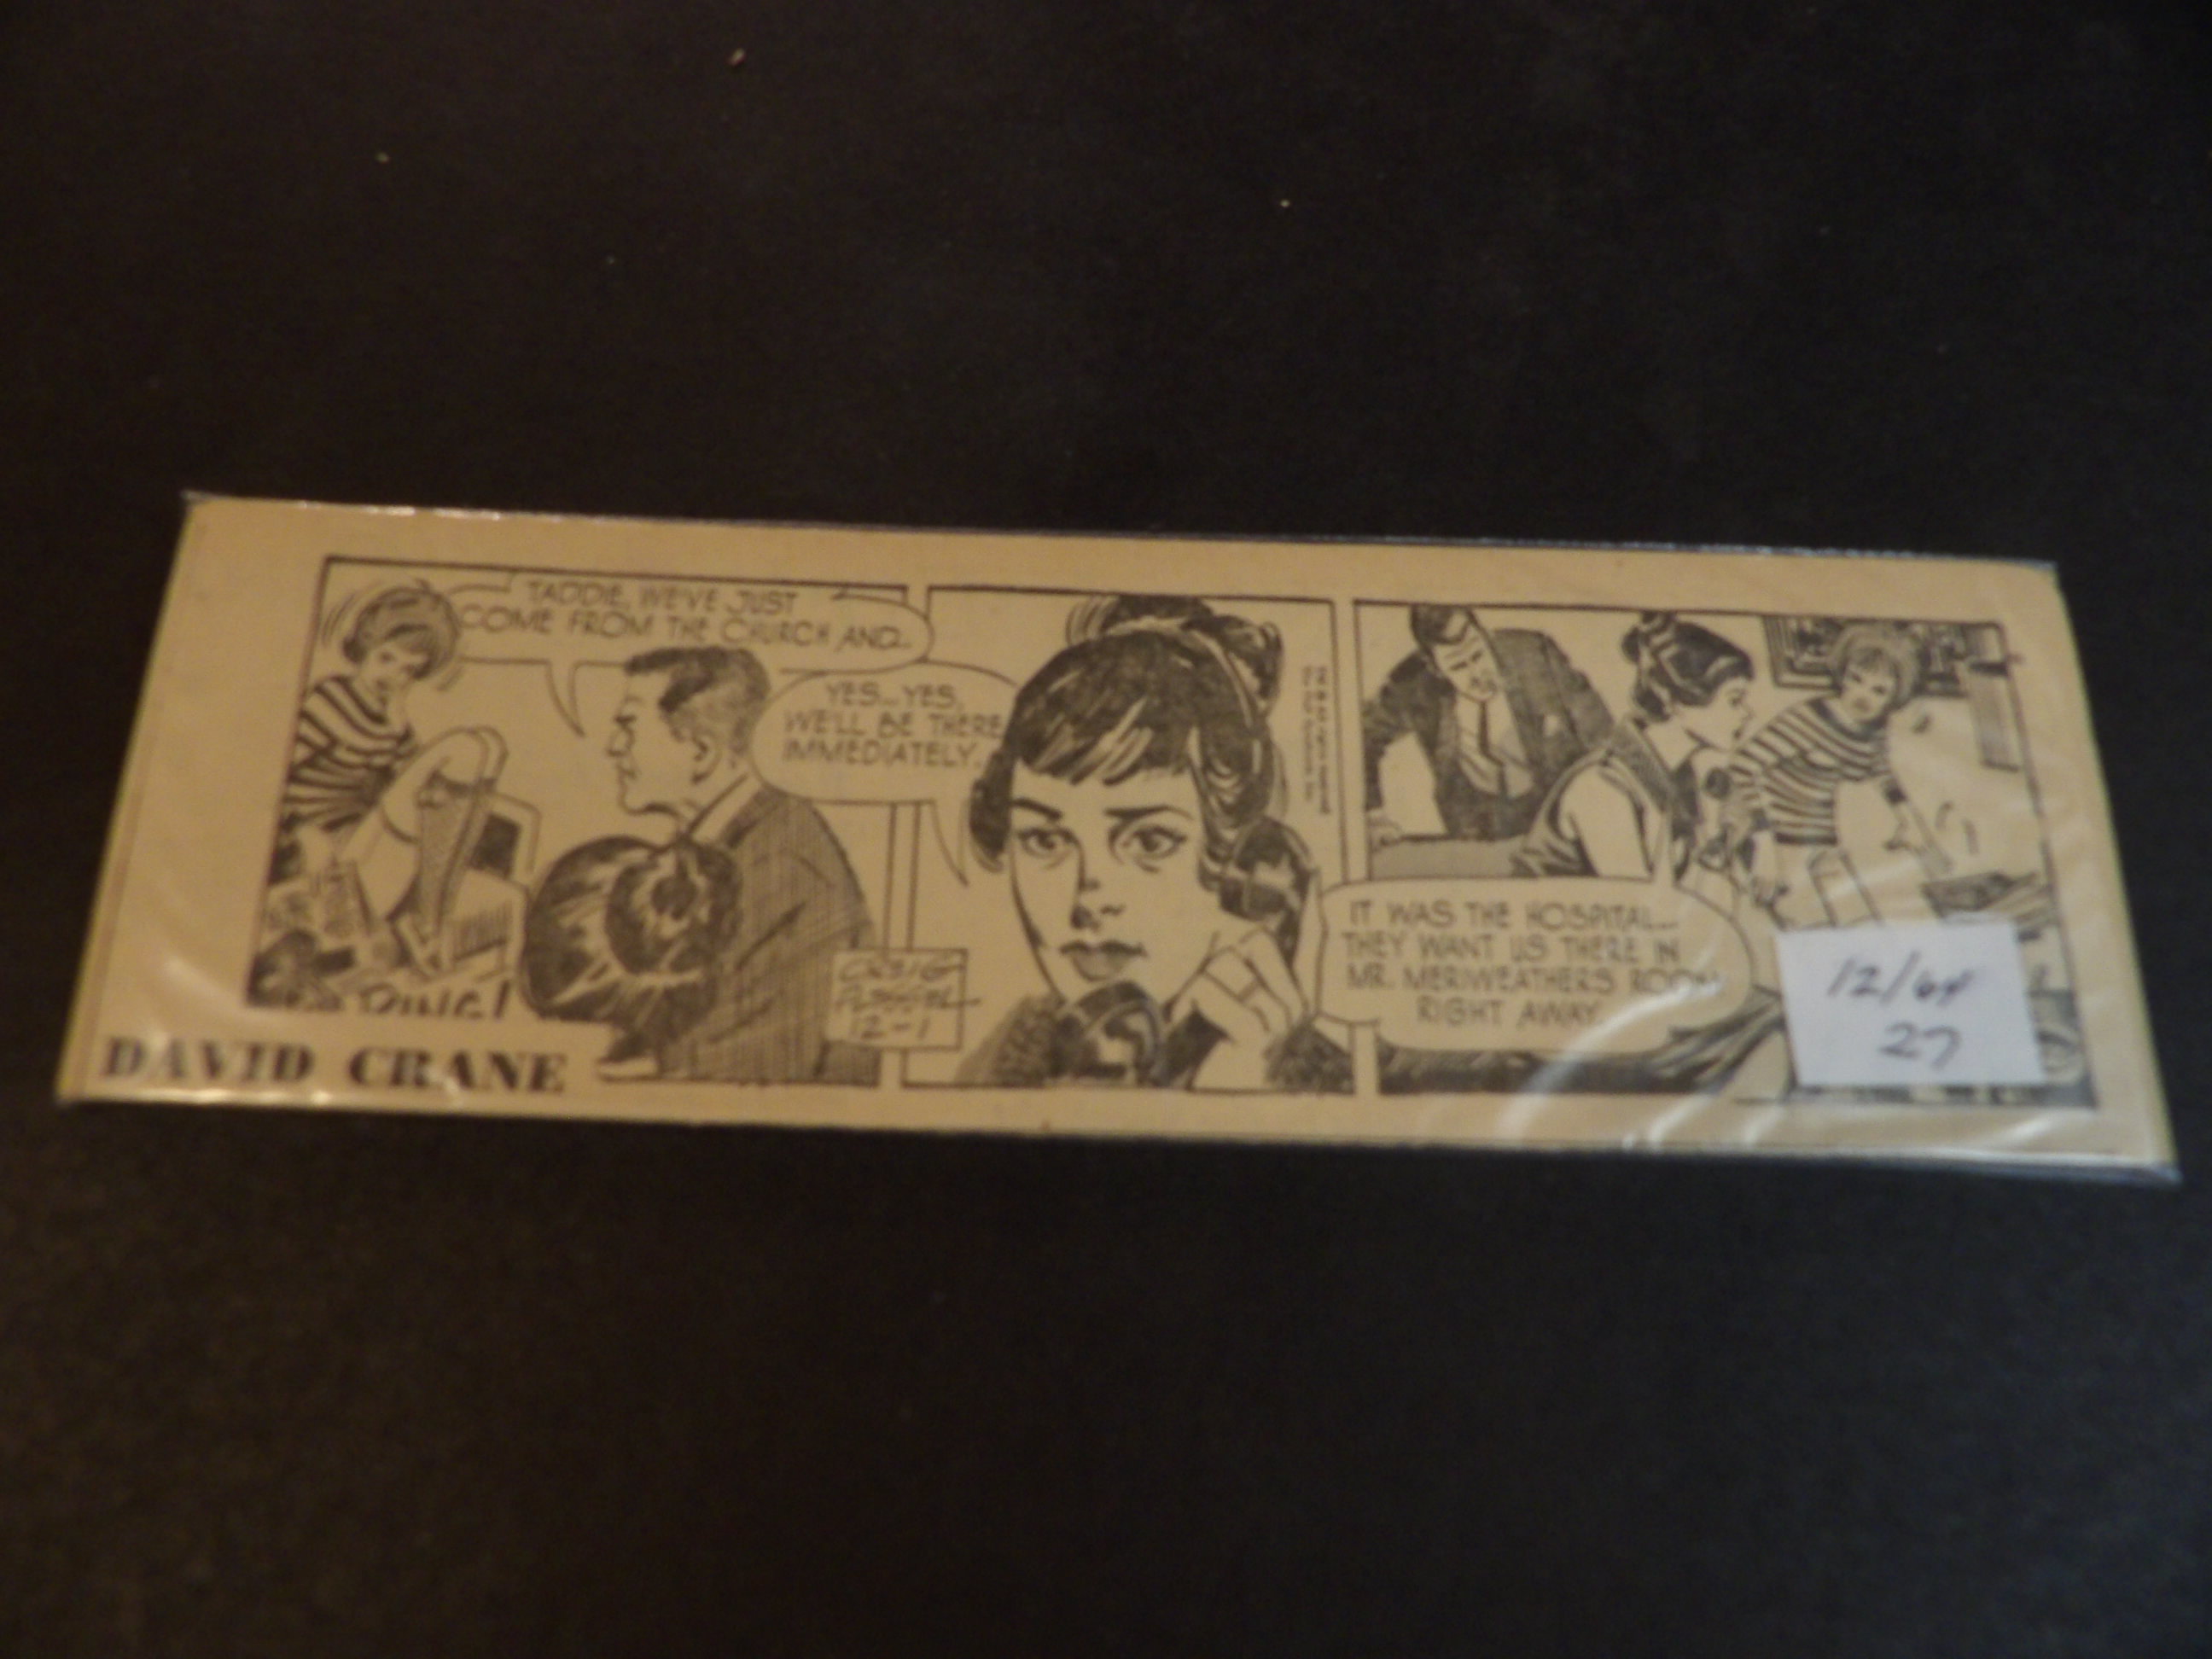 TADDIE, WE'VE JUST
COME FROM THE CHURCH AND..
RING!
YES...YES,
WE'LL BE THERE
IMMEDIATELY.
CREIG
FLESSEL
12-1
IT WAS THE HOSPITAL...
THEY WANT US THERE IN
MR. MERIWEATHER'S ROOM
RIGHT AWAY
DAVID CRANE
12/64
27